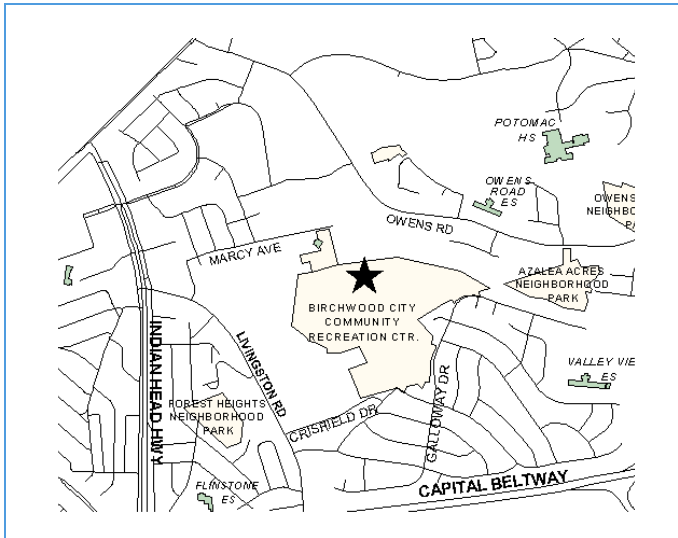 POTOMAC
HS
OWENS
ROAD
ES
OWENS
NEIGHBO
PA
OWENS RD
MARCY AVE
AZALEA ACRES
NEIGHBORHOOD
PARK
BIRCHWOOD CITY
COMMUNITY
RECREATION CTR.
INDIAN HEAD HWY
LIVINGSTON RD
VALLEY VIE
ES
GALLOWAY DR
FOREST HEIGHTS
NEIGHBORHOOD
PARK
CRISFIELD DR
CAPITAL BELTWAY
FLINSTONE
ES